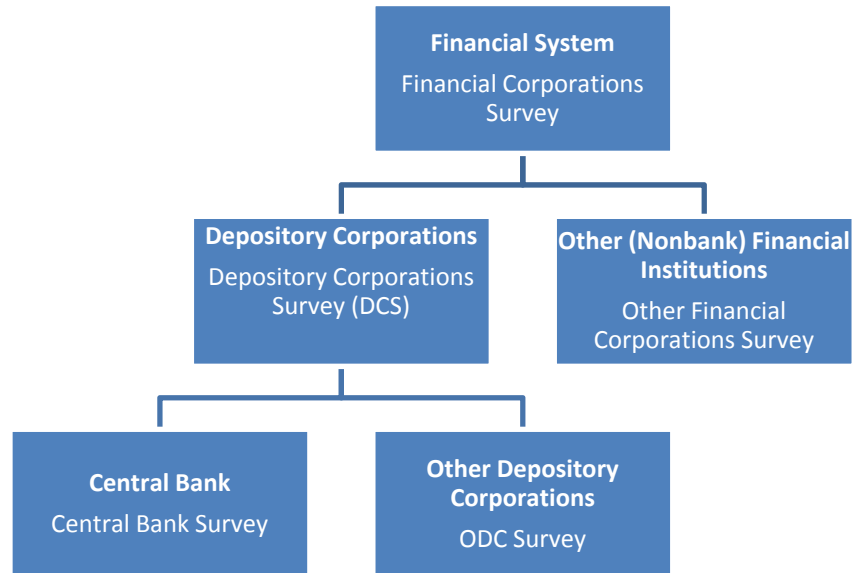 Financial System
Financial Corporations
Survey
Depository Corporations
Depository Corporations
Survey (DCS)
Other (Nonbank) Financial
Institutions
Other Financial
Corporations Survey
Central Bank
Central Bank Survey
Other Depository
Corporations
ODC Survey